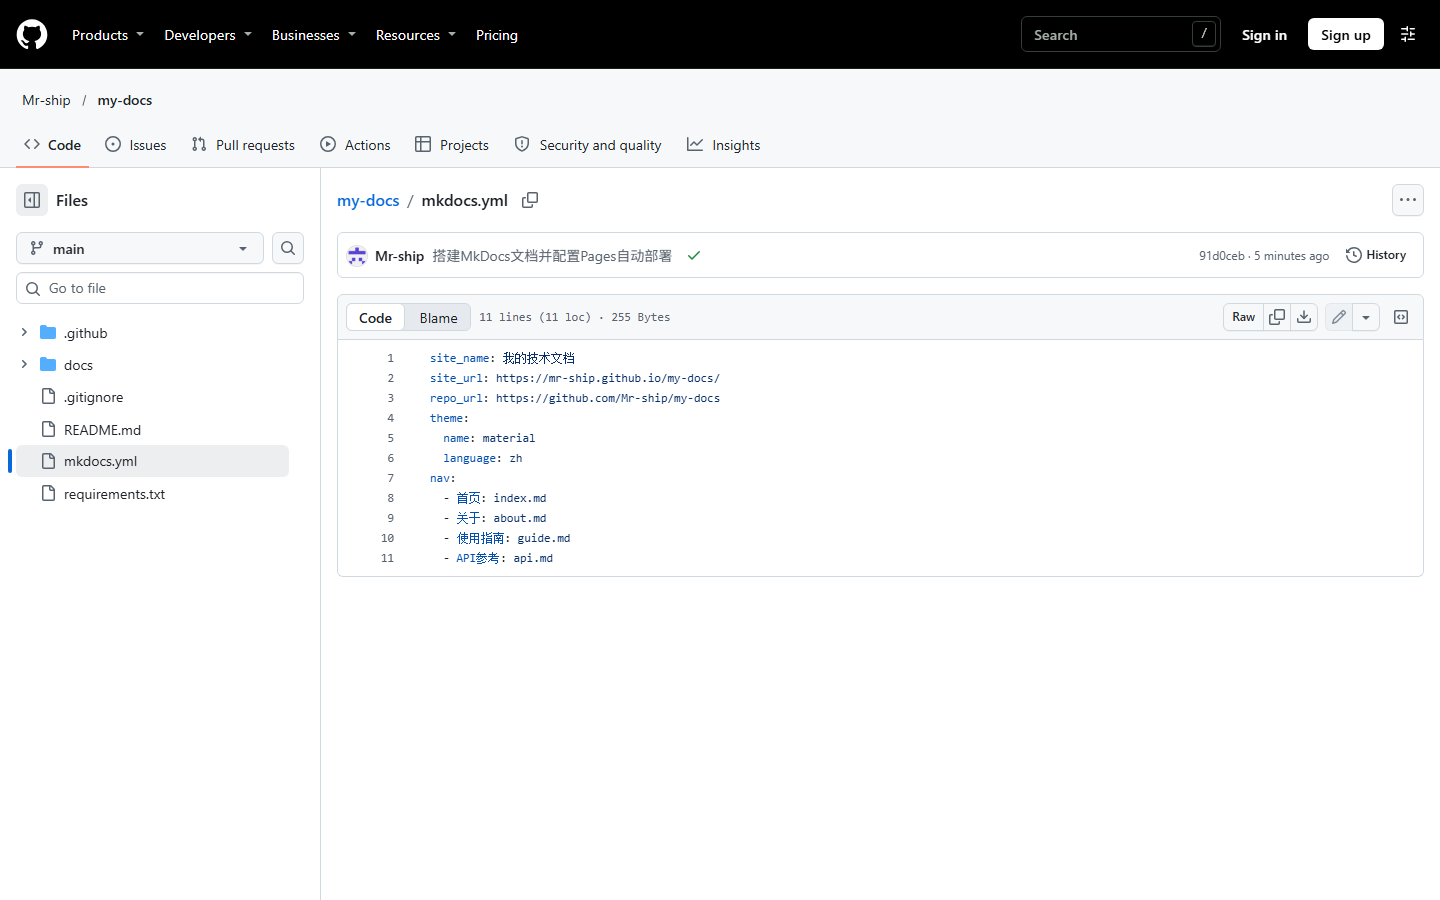 Products Developers Businesses Resources Pricing Search / Sign in Sign up
Mr-ship / my-docs
Code Issues Pull requests Actions Projects Security and quality Insights
Files
main
Go to file
.github
docs
.gitignore
README.md
mkdocs.yml
requirements.txt
my-docs / mkdocs.yml
Mr-ship 搭建MkDocs文档并配置Pages自动部署 91d0ceb · 5 minutes ago History
Code Blame 11 lines (11 loc) · 255 Bytes Raw
1 site_name: 我的技术文档
2 site_url: https://mr-ship.github.io/my-docs/
3 repo_url: https://github.com/Mr-ship/my-docs
4 theme:
5   name: material
6   language: zh
7 nav:
8   - 首页: index.md
9   - 关于: about.md
10   - 使用指南: guide.md
11   - API参考: api.md